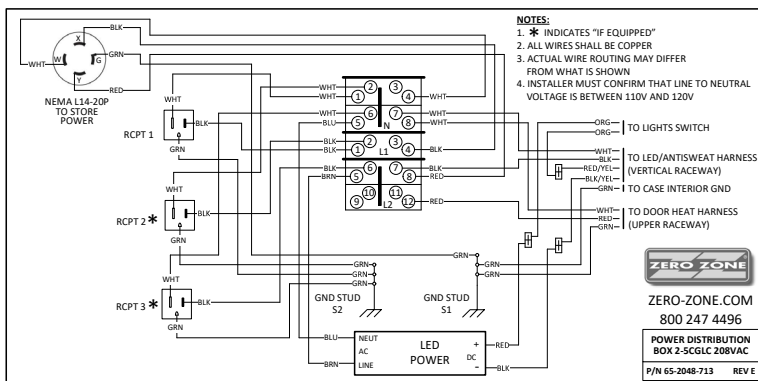 NOTES:
1. * INDICATES "IF EQUIPPED"
2. ALL WIRES SHALL BE COPPER
3. ACTUAL WIRE ROUTING MAY DIFFER
FROM WHAT IS SHOWN
4. INSTALLER MUST CONFIRM THAT LINE TO NEUTRAL
VOLTAGE IS BETWEEN 110V AND 120V
BLK
X
GRN
W
G
WHT
Y
RED
NEMA L14-20P
TO STORE
POWER
WHT
RCPT 1
BLK
GRN
WHT
RCPT 2 *
BLK
GRN
WHT
RCPT 3 *
BLK
GRN
WHT
WHT
2
3
1
4
WHT
WHT
BLU
6
7
5
8
N
WHT
WHT
BLK
BLK
2
3
1
4
L1
BLK
BLK
BRN
6
7
5
8
BLK
RED
10
11
9
12
L2
RED
GRN
GRN
GRN
GND STUD
S2
GRN
GRN
GRN
GND STUD
S1
BLU
NEUT
AC
BRN
LINE
LED
POWER
+
DC
-
RED
BLK
ORG
ORG
TO LIGHTS SWITCH
WHT
BLK
RED/YEL
BLK/YEL
TO LED/ANTISWEAT HARNESS
(VERTICAL RACEWAY)
GRN
TO CASE INTERIOR GND
WHT
RED
GRN
TO DOOR HEAT HARNESS
(UPPER RACEWAY)
ZERO ZONE
ZERO-ZONE.COM
800 247 4496
POWER DISTRIBUTION
BOX 2-5CGLC 208VAC
P/N 65-2048-713 REV E